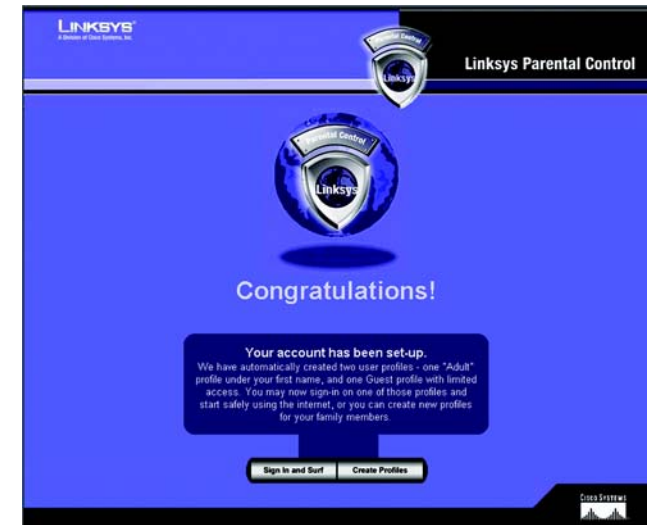 LINKSYS®
A Division of Cisco Systems, Inc.
Parental Control
Linksys
Linksys Parental Control
Parental Control
Linksys
Congratulations!
Your account has been set-up.
We have automatically created two user profiles - one "Adult"
profile under your first name, and one Guest profile with limited
access. You may now sign-in on one of those profiles and
start safely using the internet, or you can create new profiles
for your family members.
Sign In and Surf
Create Profiles
CISCO SYSTEMS